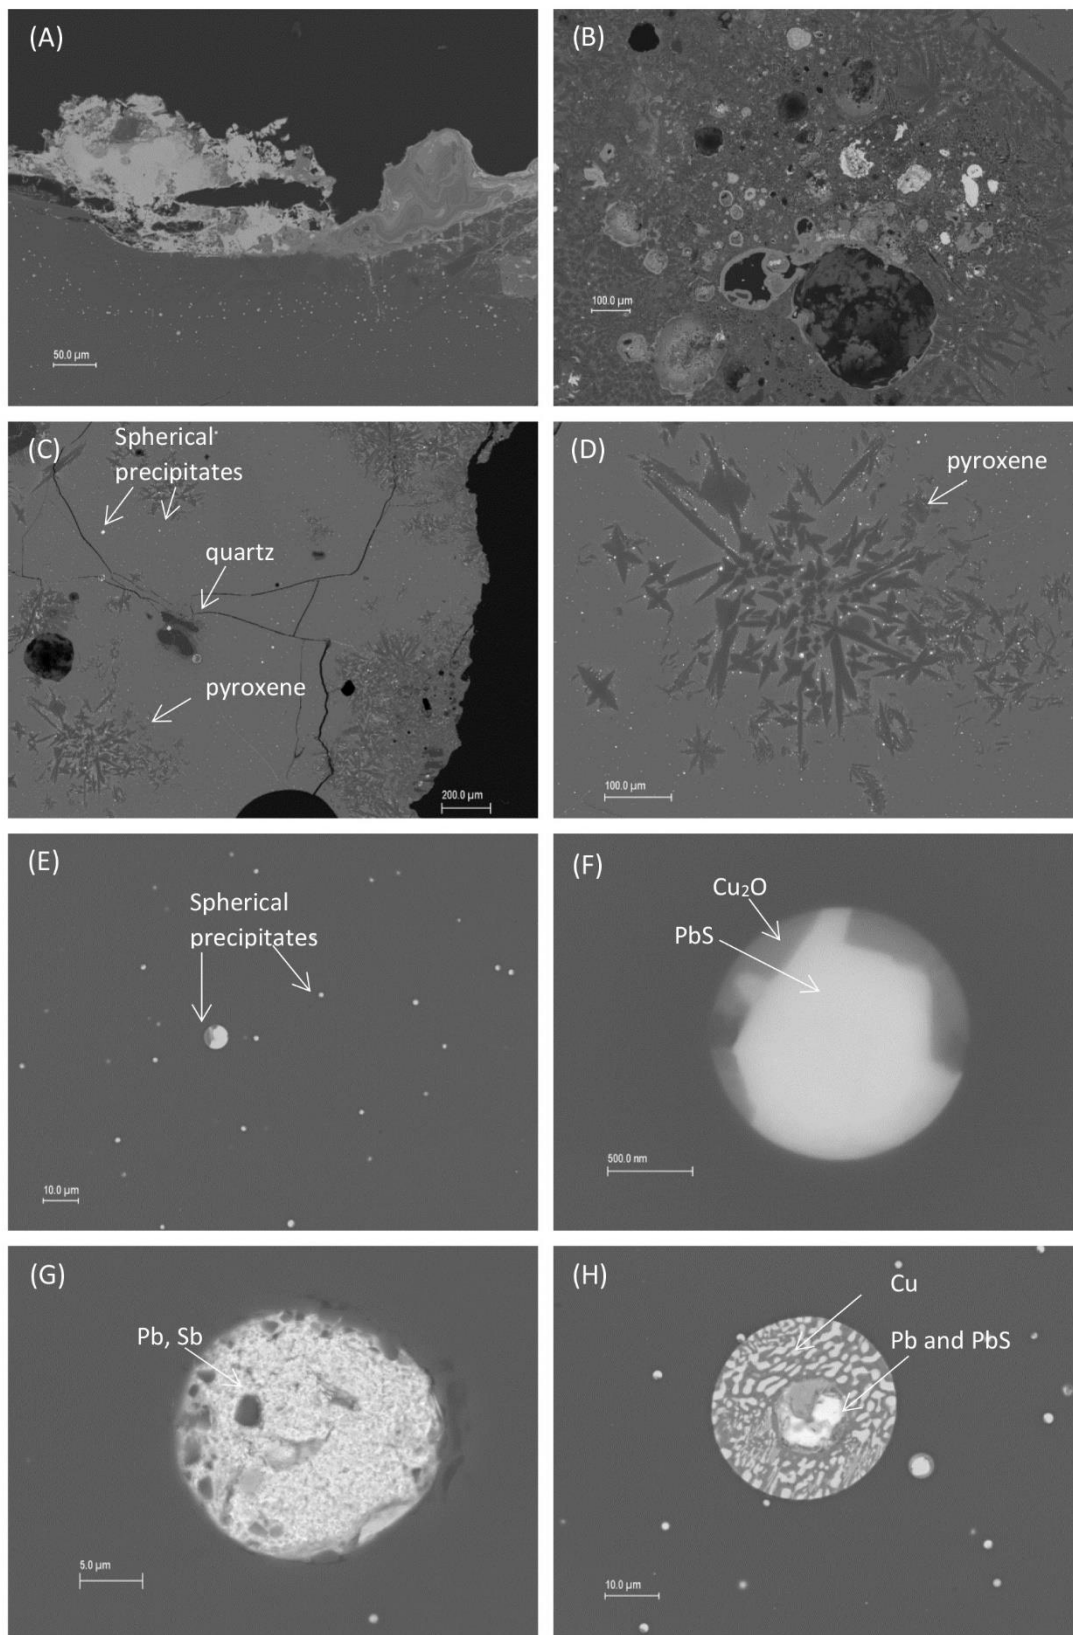 (A)
50.0 µm
(B)
100.0 µm
(C)
Spherical
precipitates
quartz
pyroxene
200.0 µm
(D)
pyroxene
100.0 µm
(E)
Spherical
precipitates
10.0 µm
(F)
Cu₂O
PbS
500.0 nm
(G)
Pb, Sb
5.0 µm
(H)
Cu
Pb and PbS
10.0 µm